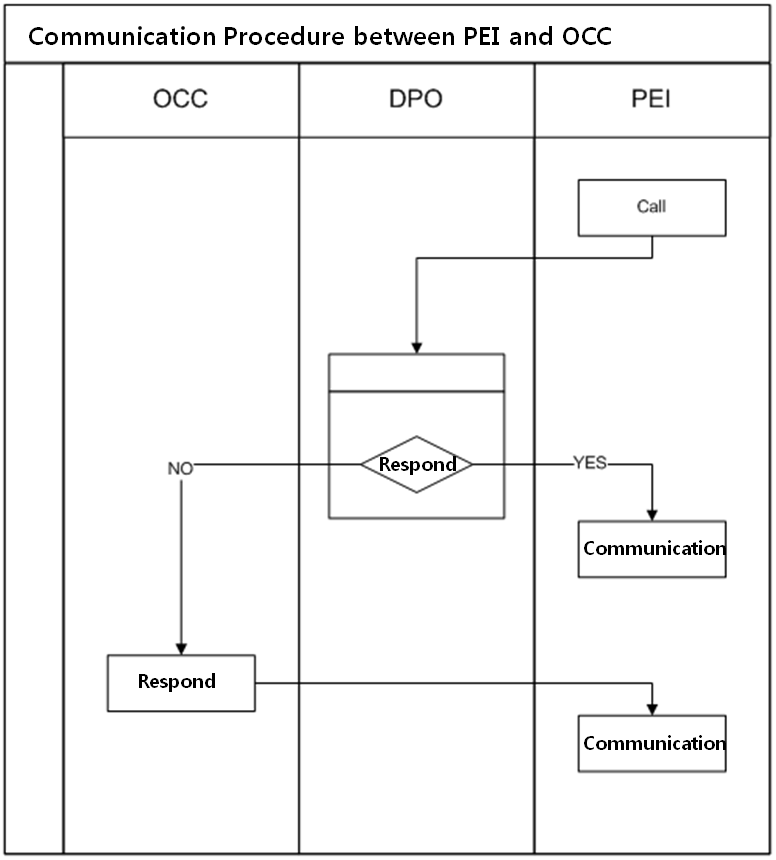 Communication Procedure between PEI and OCC
OCC
DPO
PEI
Call
Respond
NO
YES
Communication
Respond
Communication